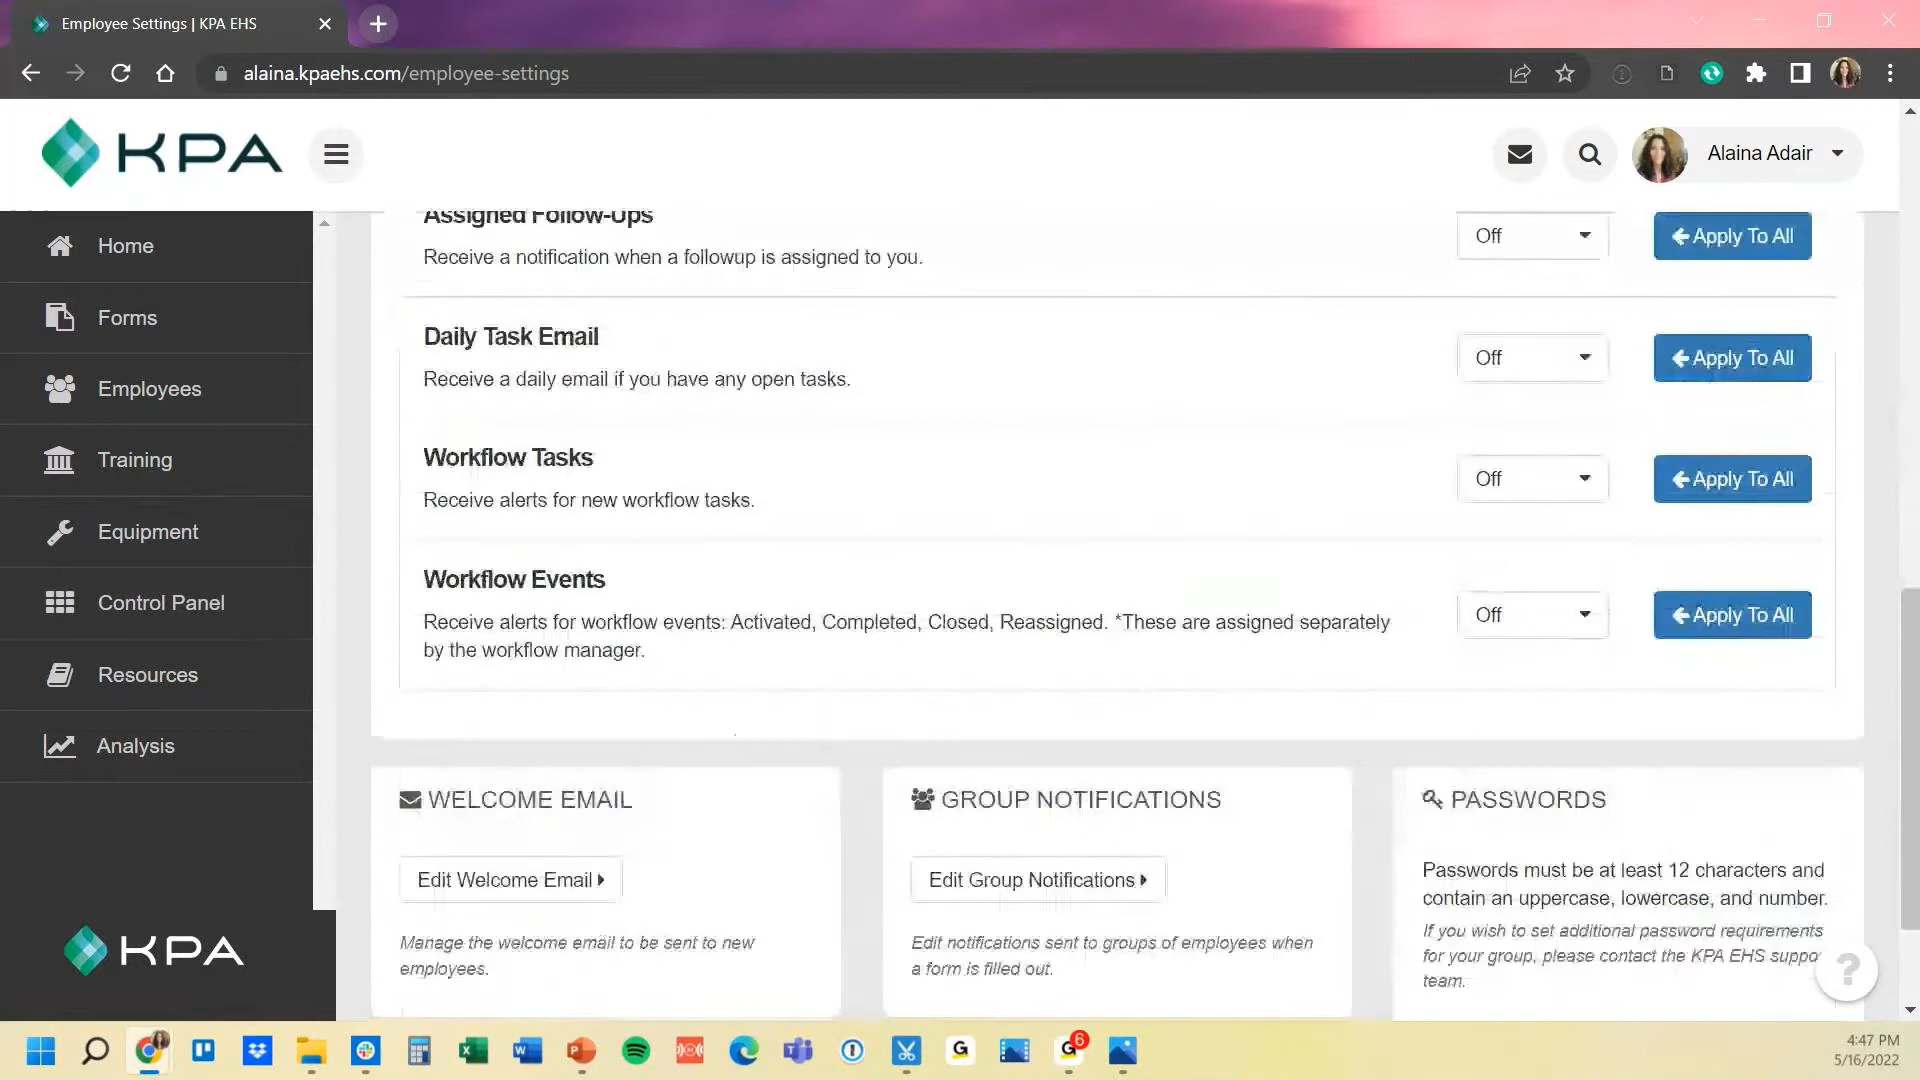 Employee Settings | KPA EHS
alaina.kpaehs.com/employee-settings
KPA
Alaina Adair
Home
Forms
Employees
Training
Equipment
Control Panel
Resources
Analysis
KPA
Assigned Follow-Ups
Receive a notification when a followup is assigned to you.
Off
Apply To All
Daily Task Email
Receive a daily email if you have any open tasks.
Off
Apply To All
Workflow Tasks
Receive alerts for new workflow tasks.
Off
Apply To All
Workflow Events
Receive alerts for workflow events: Activated, Completed, Closed, Reassigned. *These are assigned separately
by the workflow manager.
Off
Apply To All
WELCOME EMAIL
Edit Welcome Email
Manage the welcome email to be sent to new
employees.
GROUP NOTIFICATIONS
Edit Group Notifications
Edit notifications sent to groups of employees when
a form is filled out.
PASSWORDS
Passwords must be at least 12 characters and
contain an uppercase, lowercase, and number.
If you wish to set additional password requirements
for your group, please contact the KPA EHS suppo
team.
?
6
4:47 PM
5/16/2022